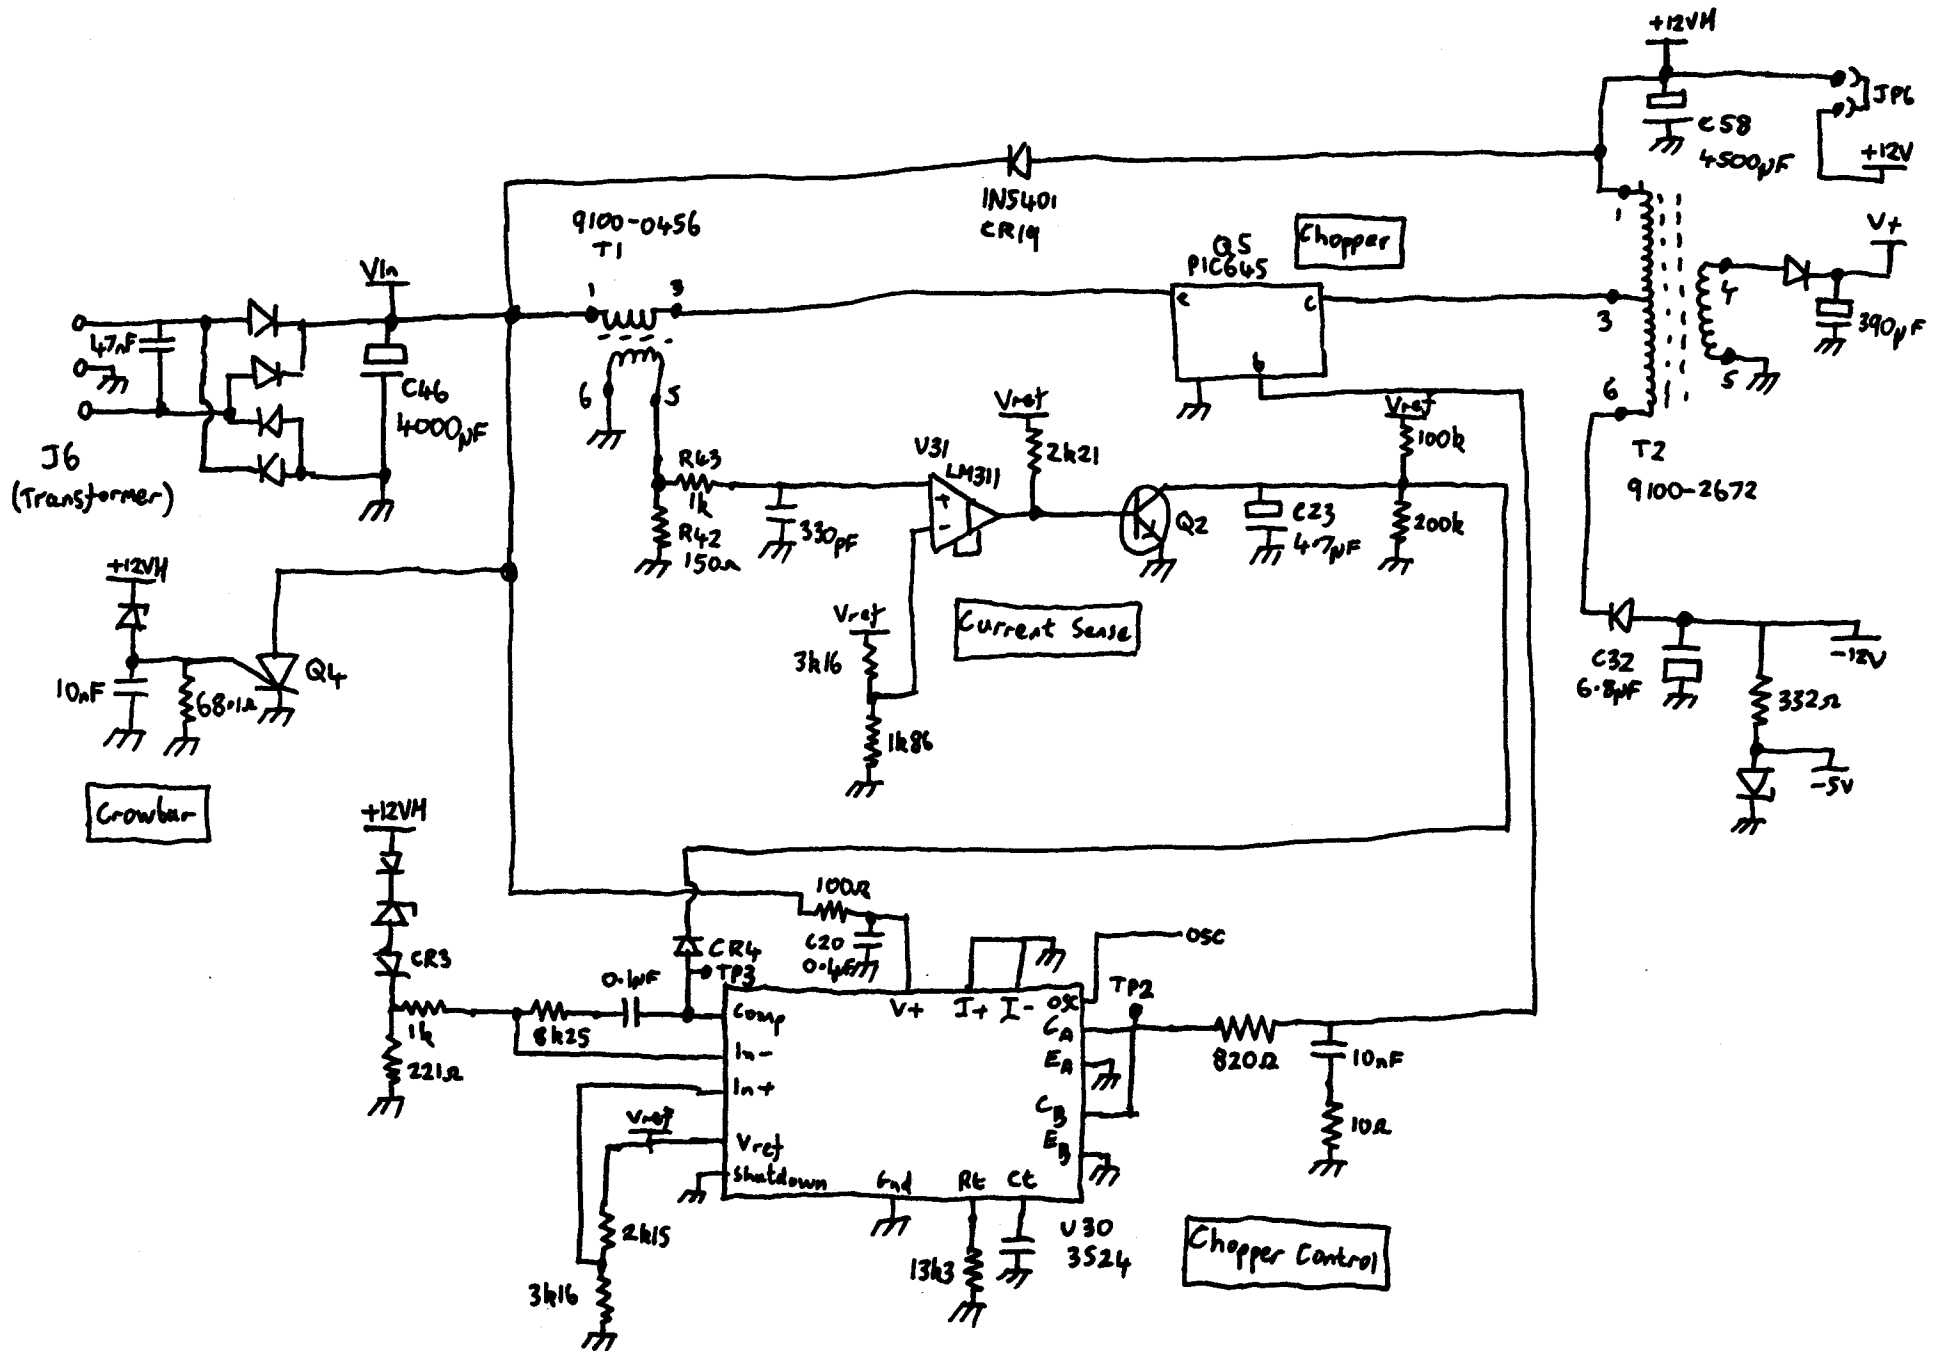 +12VM
JP6
C58
4500µF
+12V
1N5401
CR19
9100-0456
T1
Chopper
Q5
PIC645
1
V+
VIn
1
3
e
c
b
3
4
390µF
47nF
C46
4000µF
6
5
5
6
J6
(Transformer)
R43
1k
R42
150Ω
330pF
U31
LM311
+
-
Vref
2k21
Q2
Vref
100k
C23
4.7µF
200k
T2
9100-2672
+12VM
10nF
68.1Ω
Q4
Crowbar
Vref
3k16
1k86
Current Sense
C32
6.8µF
-12V
332Ω
-5V
+12VM
CR3
1k
221Ω
8k25
0.1µF
CR4
TP3
100Ω
C20
0.1µF
OSC
TP2
V+
I+
I-
OSC
Comp
In-
In+
Vref
Shutdown
Gnd
Rt
Ct
CA
EA
CB
EB
820Ω
10nF
10Ω
Vref
2k15
3k16
13k3
U30
3524
Chopper Control